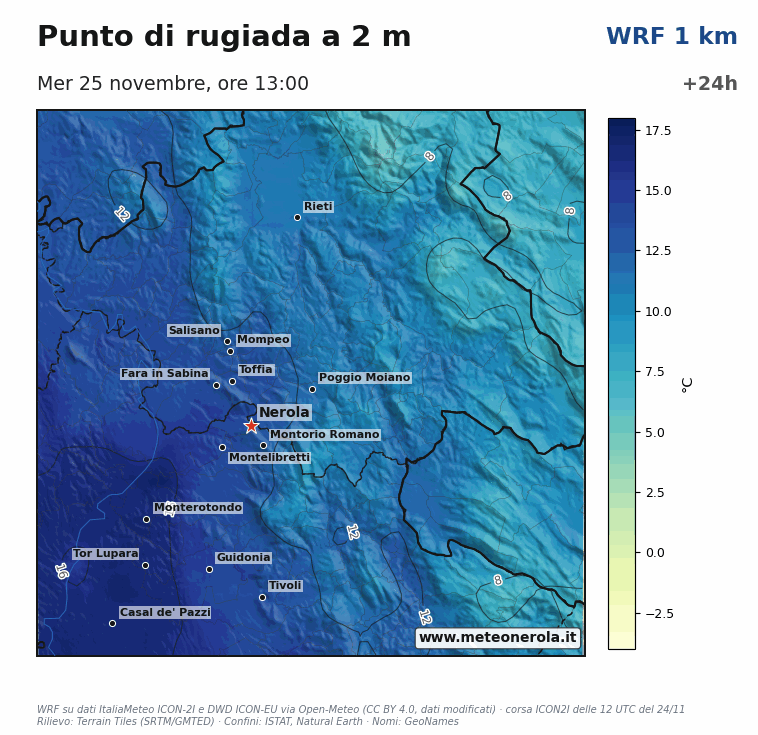 Punto di rugiada a 2 m
WRF 1 km
Mer 25 novembre, ore 13:00
+24h
8
8
8
12
Rieti
Salisano
Mompeo
Fara in Sabina
Toffia
Poggio Moiano
Nerola
Montorio Romano
Montelibretti
Monterotondo
12
Tor Lupara
Guidonia
16
8
Tivoli
Casal de' Pazzi
12
www.meteonerola.it
17.5
15.0
12.5
10.0
7.5
5.0
2.5
0.0
−2.5
°C
WRF su dati ItaliaMeteo ICON-2I e DWD ICON-EU via Open-Meteo (CC BY 4.0, dati modificati) · corsa ICON2I delle 12 UTC del 24/11
Rilievo: Terrain Tiles (SRTM/GMTED) · Confini: ISTAT, Natural Earth · Nomi: GeoNames